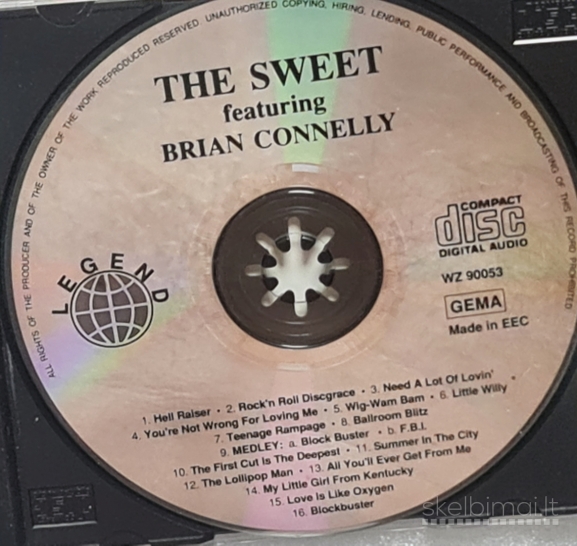 ALL RIGHTS OF THE PRODUCER AND OF THE OWNER OF THE WORK REPRODUCED RESERVED. UNAUTHORIZED COPYING, HIRING, LENDING, PUBLIC PERFORMANCE AND BROADCASTING OF THIS RECORD PROHIBITED
THE SWEET
featuring
BRIAN CONNELLY
COMPACT
disc
DIGITAL AUDIO
WZ 90053
GEMA
Made in EEC
LEGEND
1. Hell Raiser • 2. Rock'n Roll Disgrace • 3. Need A Lot Of Lovin'
4. You're Not Wrong For Loving Me • 5. Wig-Wam Bam • 6. Little Willy
7. Teenage Rampage • 8. Ballroom Blitz
9. MEDLEY: a. Block Buster • b. F.B.I.
10. The First Cut Is The Deepest • 11. Summer In The City
12. The Lollipop Man • 13. All You'll Ever Get From Me
14. My Little Girl From Kentucky
15. Love Is Like Oxygen
16. Blockbuster
skelbimai.lt